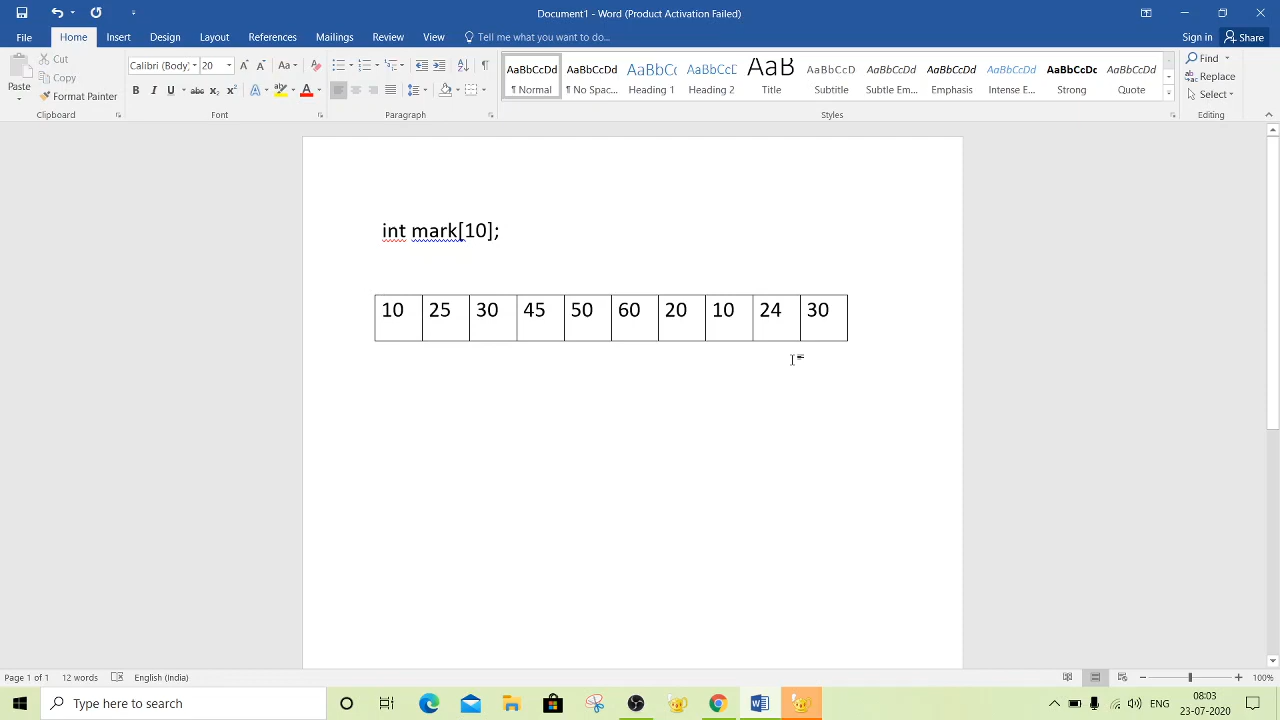 Document1 - Word (Product Activation Failed)
File Home Insert Design Layout References Mailings Review View Tell me what you want to do... Sign in Share
Paste
Cut
Copy
Format Painter
Calibri (Body) 20 Aa
B I U abc x₂ x² A A
AaBbCcDd AaBbCcDd AaBbCc AaBbCcD AaB AaBbCcD AaBbCcDd AaBbCcDd AaBbCcDd AaBbCcDc AaBbCcDd
¶ Normal ¶ No Spac... Heading 1 Heading 2 Title Subtitle Subtle Em... Emphasis Intense E... Strong Quote
Find
Replace
Select
Clipboard Font Paragraph Styles Editing
int mark[10];
10 25 30 45 50 60 20 10 24 30
Page 1 of 1 12 words English (India) 100%
Type here to search
ENG
08:03
23-07-2020